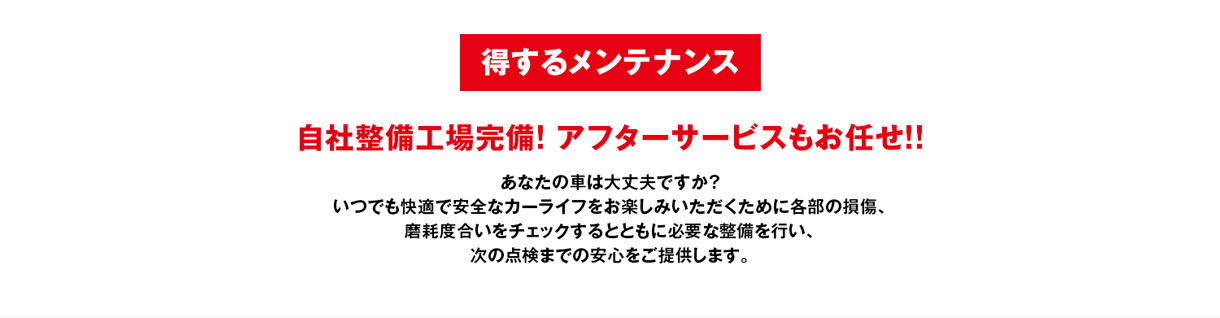 得するメンテナンス
自社整備工場完備! アフターサービスもお任せ!!
あなたの車は大丈夫ですか?
いつでも快適で安全なカーライフをお楽しみいただくために各部の損傷、
磨耗度合いをチェックするとともに必要な整備を行い、
次の点検までの安心をご提供します。